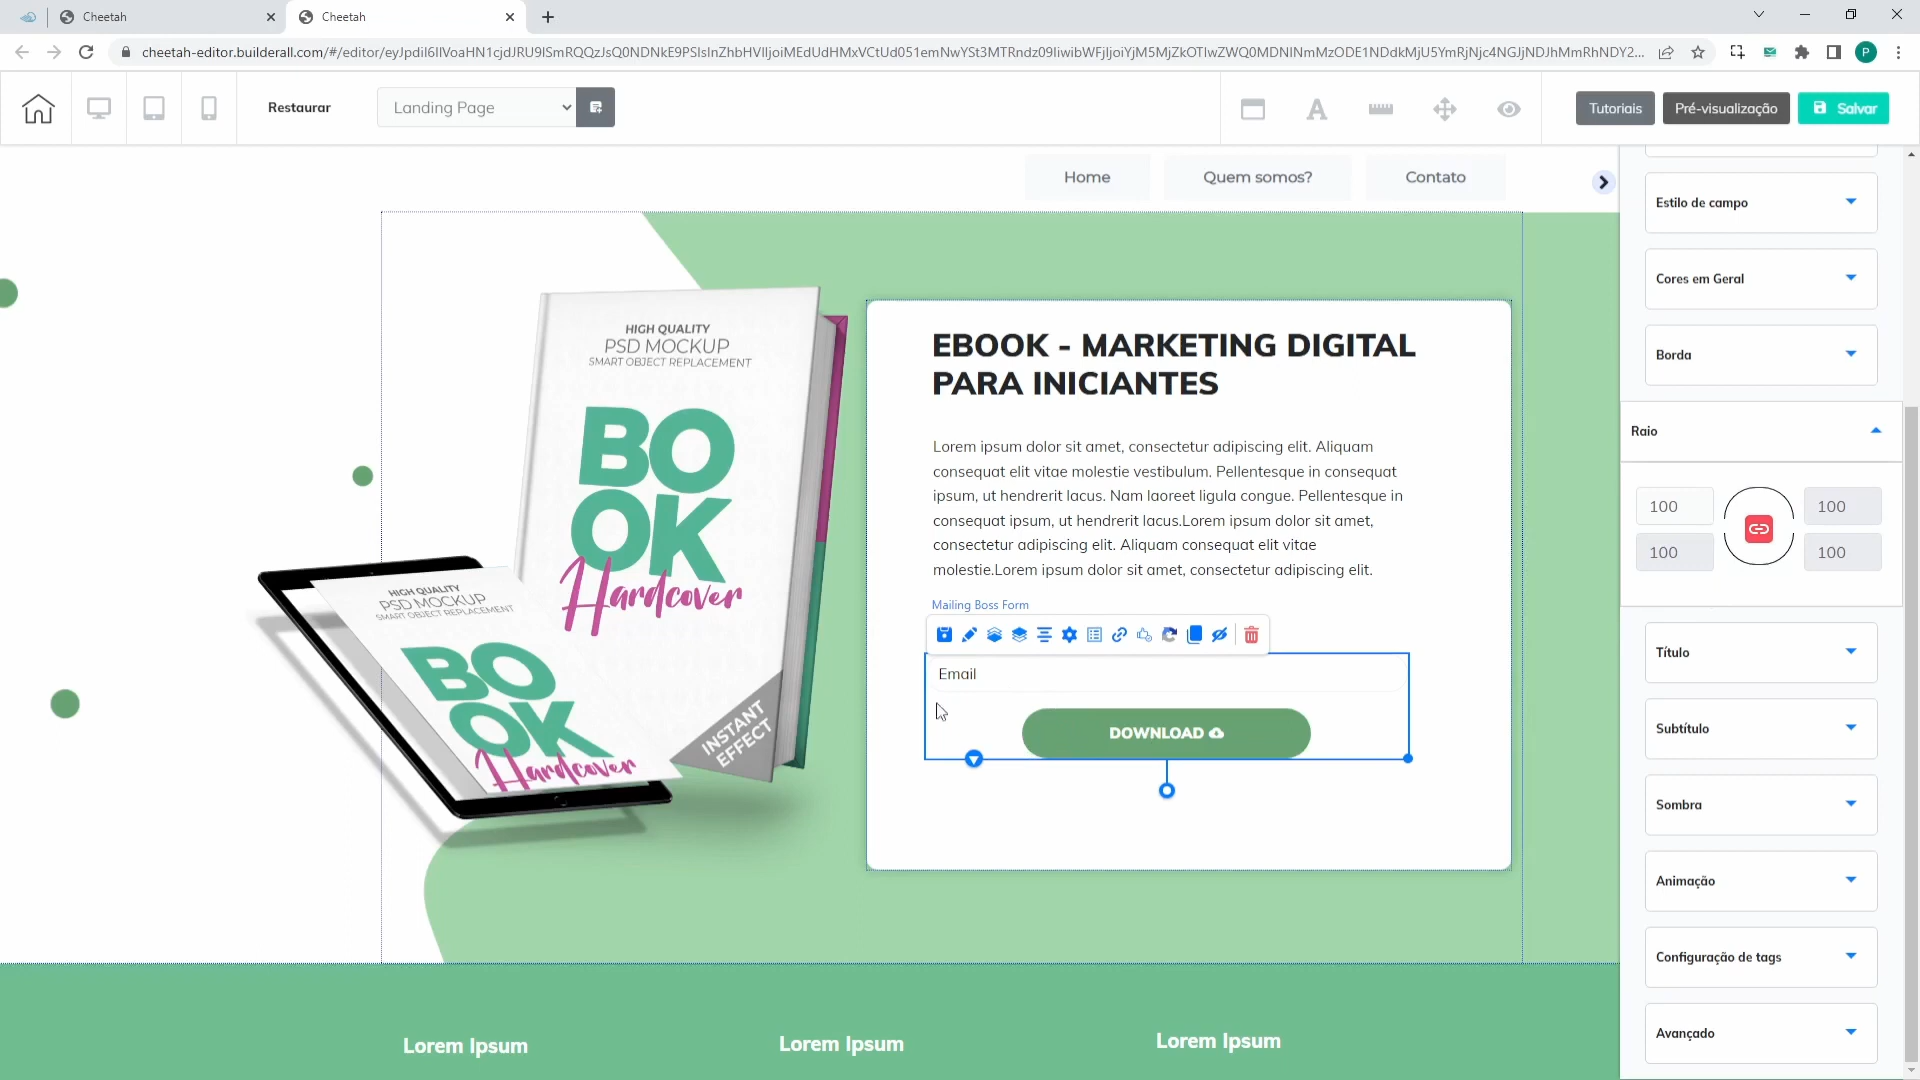 Cheetah
Cheetah
cheetah-editor.builderall.com/#/editor/
Restaurar
Landing Page
Tutoriais
Pré-visualização
Salvar
Home
Quem somos?
Contato
HIGH QUALITY
PSD MOCKUP
SMART OBJECT REPLACEMENT
BO
OK
Hardcover
HIGH QUALITY
PSD MOCKUP
SMART OBJECT REPLACEMENT
BO
OK
Hardcover
INSTANT
EFFECT
EBOOK - MARKETING DIGITAL
PARA INICIANTES
Lorem ipsum dolor sit amet, consectetur adipiscing elit. Aliquam
consequat elit vitae molestie vestibulum. Pellentesque in consequat
ipsum, ut hendrerit lacus. Nam laoreet ligula congue. Pellentesque in
consequat ipsum, ut hendrerit lacus.Lorem ipsum dolor sit amet,
consectetur adipiscing elit. Aliquam consequat elit vitae
molestie.Lorem ipsum dolor sit amet, consectetur adipiscing elit.
Mailing Boss Form
Email
DOWNLOAD
Estilo de campo
Cores em Geral
Borda
Raio
100
100
100
100
Título
Subtítulo
Sombra
Animação
Configuração de tags
Avançado
Lorem Ipsum
Lorem Ipsum
Lorem Ipsum
P